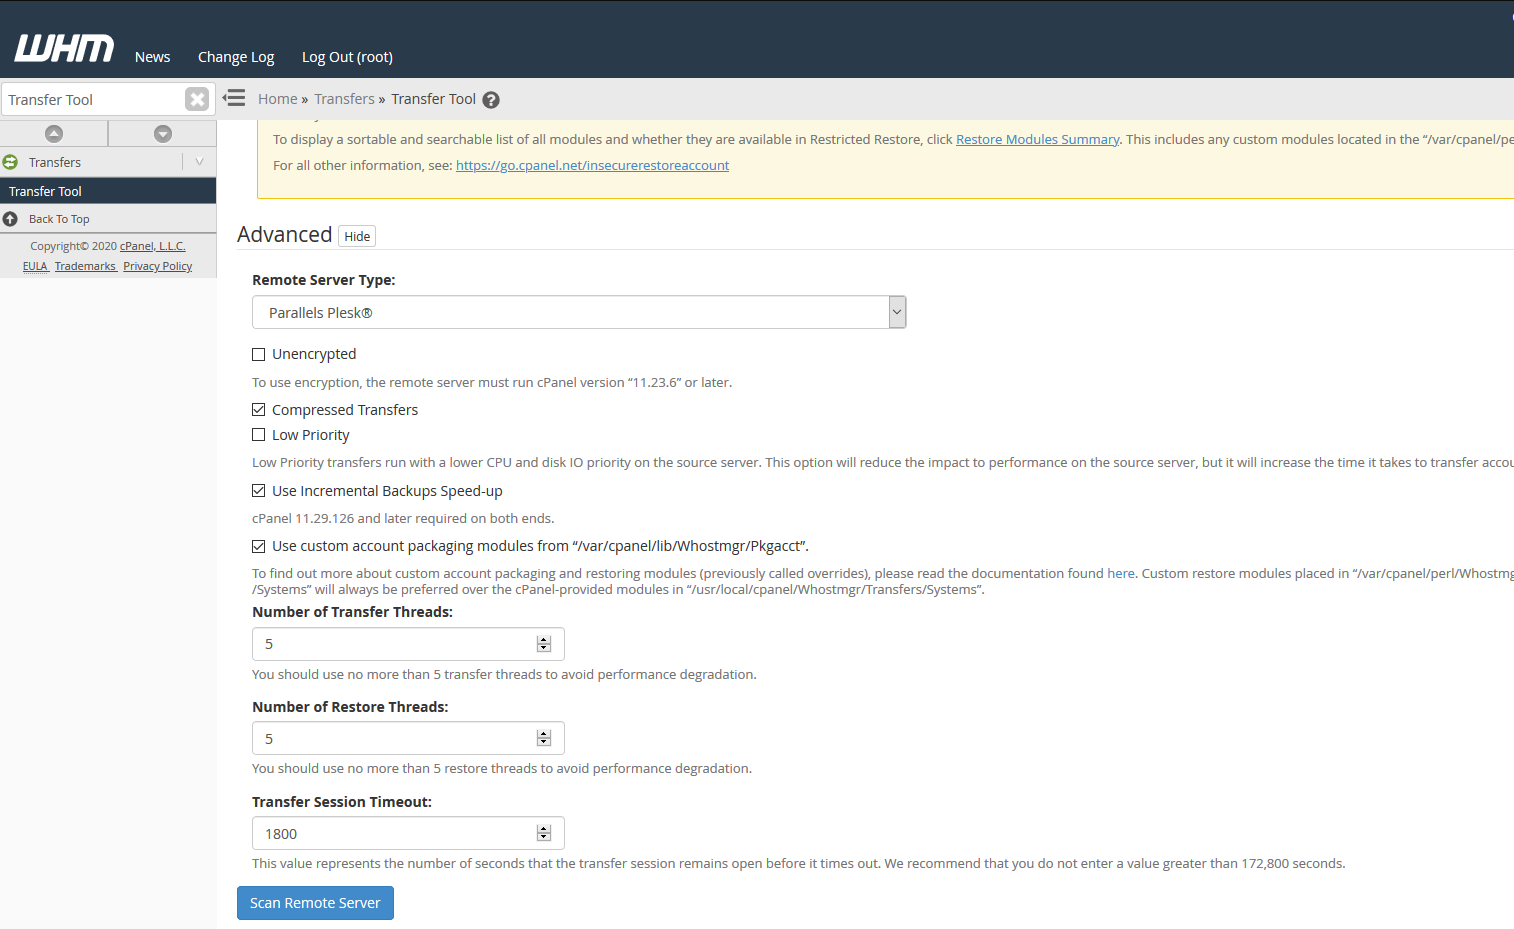 WHM
News
Change Log
Log Out (root)
Transfer Tool
Home » Transfers » Transfer Tool
Transfers
Transfer Tool
Back To Top
Copyright© 2020 cPanel, L.L.C.
EULA Trademarks Privacy Policy
To display a sortable and searchable list of all modules and whether they are available in Restricted Restore, click Restore Modules Summary. This includes any custom modules located in the “/var/cpanel/pe
For all other information, see: https://go.cpanel.net/insecurerestoreaccount
Advanced Hide
Remote Server Type:
Parallels Plesk®
Unencrypted
To use encryption, the remote server must run cPanel version “11.23.6” or later.
Compressed Transfers
Low Priority
Low Priority transfers run with a lower CPU and disk IO priority on the source server. This option will reduce the impact to performance on the source server, but it will increase the time it takes to transfer accou
Use Incremental Backups Speed-up
cPanel 11.29.126 and later required on both ends.
Use custom account packaging modules from “/var/cpanel/lib/Whostmgr/Pkgacct”.
To find out more about custom account packaging and restoring modules (previously called overrides), please read the documentation found here. Custom restore modules placed in “/var/cpanel/perl/Whostmg
/Systems” will always be preferred over the cPanel-provided modules in “/usr/local/cpanel/Whostmgr/Transfers/Systems”.
Number of Transfer Threads:
5
You should use no more than 5 transfer threads to avoid performance degradation.
Number of Restore Threads:
5
You should use no more than 5 restore threads to avoid performance degradation.
Transfer Session Timeout:
1800
This value represents the number of seconds that the transfer session remains open before it times out. We recommend that you do not enter a value greater than 172,800 seconds.
Scan Remote Server